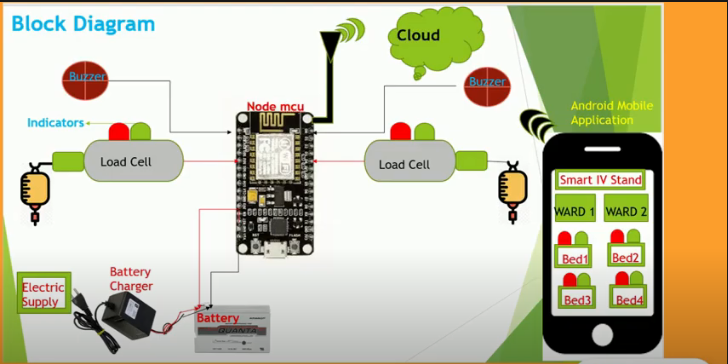 Block Diagram
Cloud
Buzzer
Buzzer
Node mcu
Android Mobile
Application
Indicators
Load Cell
Load Cell
Smart IV Stand
WARD 1
WARD 2
Bed1
Bed2
Bed3
Bed4
Battery
Charger
Electric
Supply
Battery
QUANTA